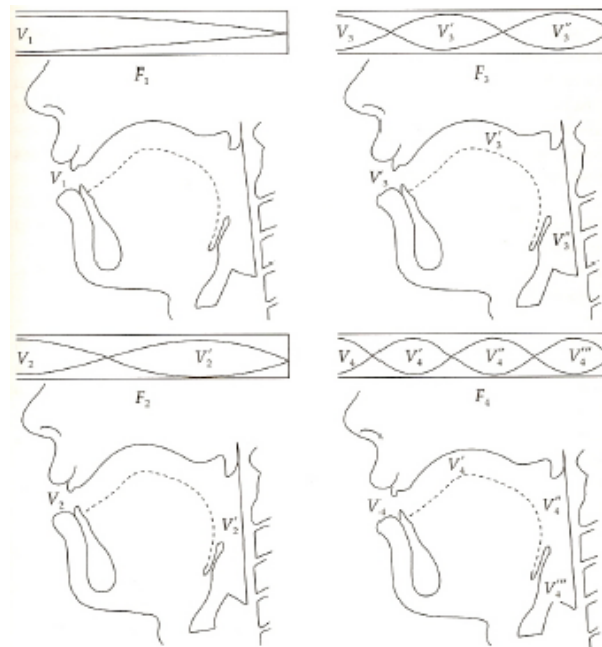 V₁
F₁
V₁
V₃ V₃′ V₃″
F₃
V₃′
V₃
V₃″
V₂ V₂′
F₂
V₂
V₂′
V₄ V₄′ V₄″ V₄‴
F₄
V₄′
V₄
V₄″
V₄‴